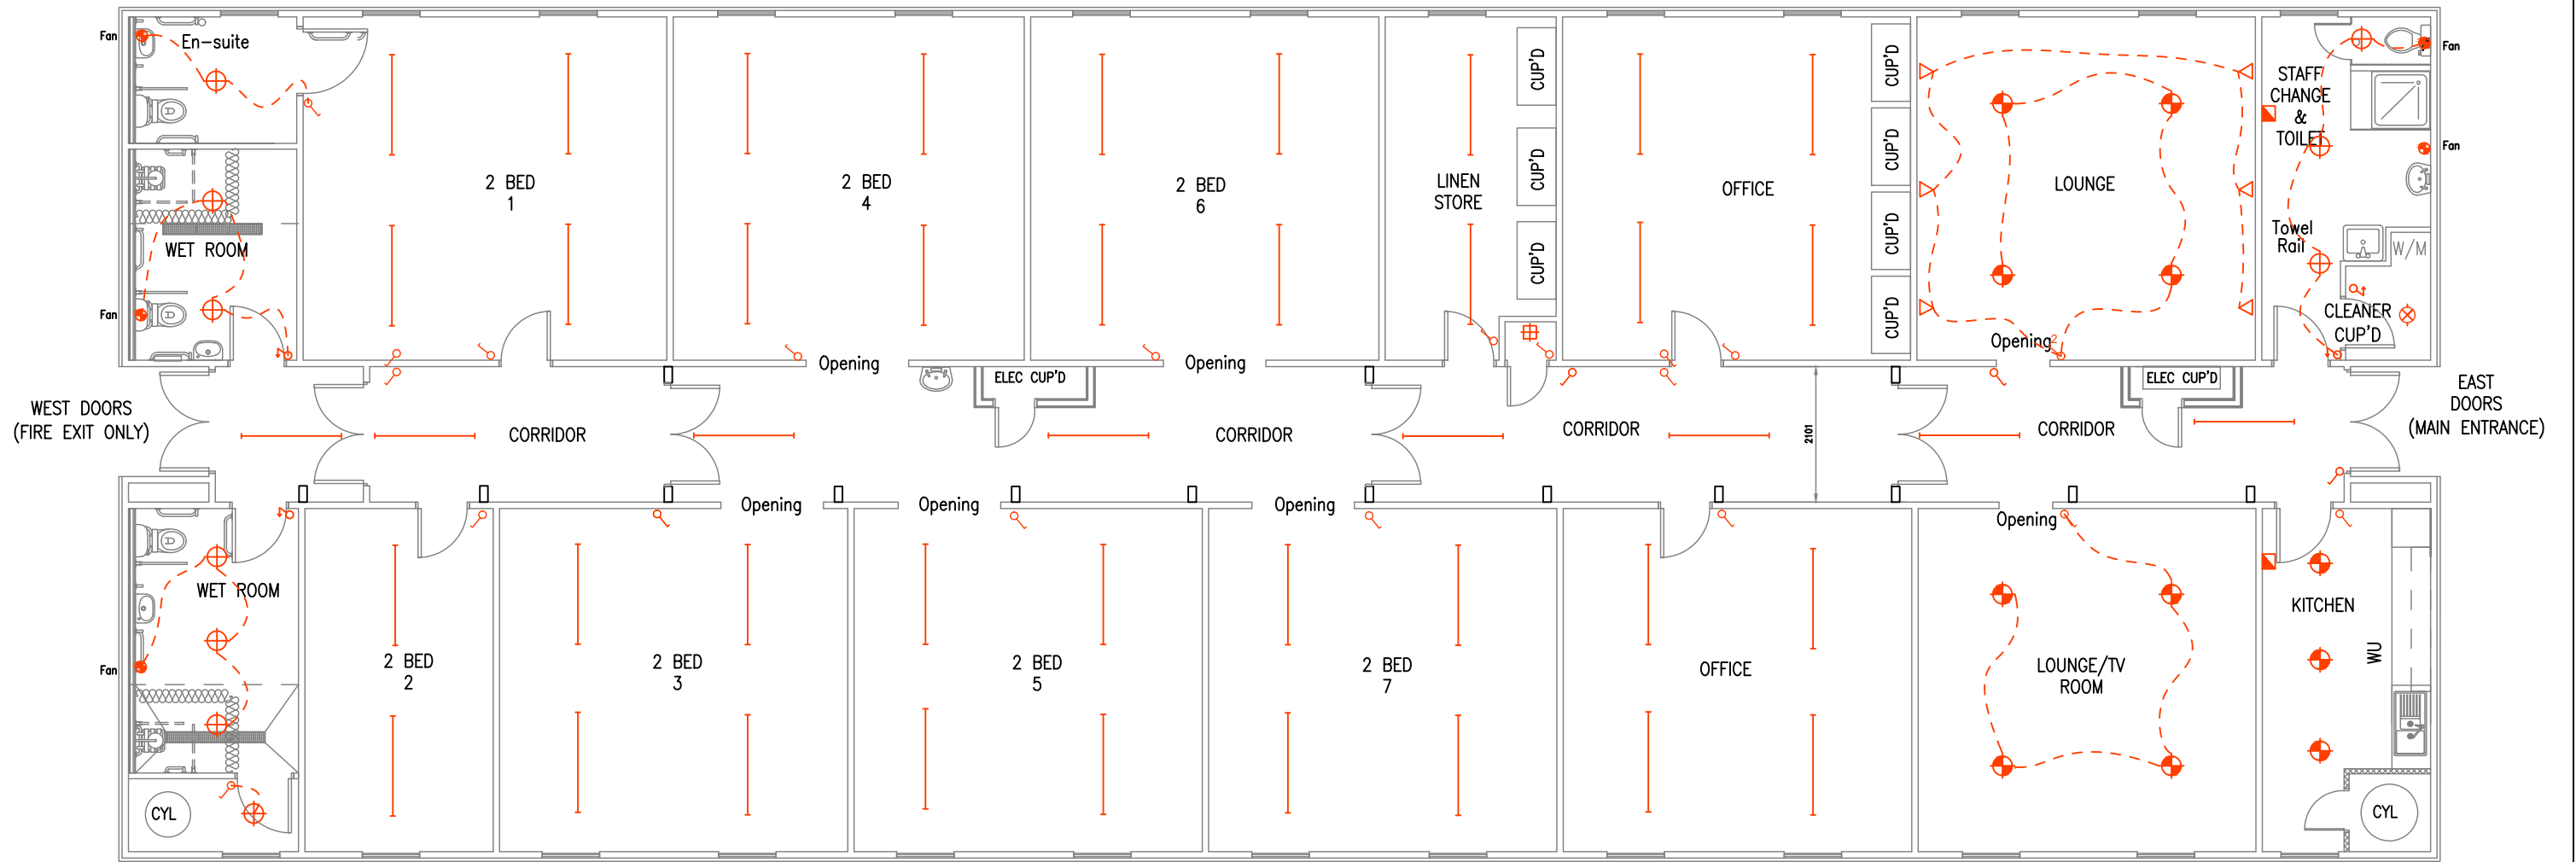 Fan
En-suite
2 BED
1
2 BED
4
2 BED
6
LINEN
STORE
CUP'D
CUP'D
CUP'D
OFFICE
CUP'D
CUP'D
CUP'D
CUP'D
LOUNGE
STAFF
CHANGE
&
TOILET
Fan
Fan
Towel
Rail
W/M
CLEANER
CUP'D
WET ROOM
Fan
Opening
Opening
Opening
2
WEST DOORS
(FIRE EXIT ONLY)
CORRIDOR
ELEC CUP'D
CORRIDOR
CORRIDOR
2101
CORRIDOR
ELEC CUP'D
EAST
DOORS
(MAIN ENTRANCE)
Opening
Opening
Opening
Opening
WET ROOM
Fan
CYL
2 BED
2
2 BED
3
2 BED
5
2 BED
7
OFFICE
LOUNGE/TV
ROOM
KITCHEN
WU
CYL